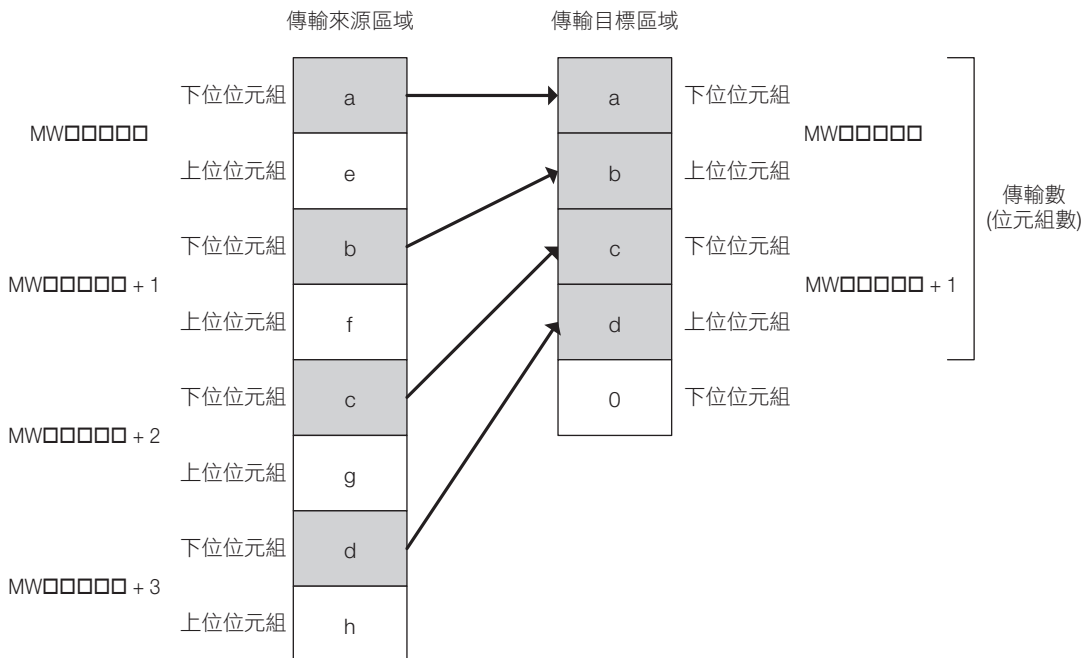 傳輸來源區域
傳輸目標區域
下位位元組 a a 下位位元組
MW□□□□□ MW□□□□□
上位位元組 e b 上位位元組
傳輸數
(位元組數)
下位位元組 b c 下位位元組
MW□□□□□ + 1 MW□□□□□ + 1
上位位元組 f d 上位位元組
下位位元組 c 0 下位位元組
MW□□□□□ + 2
上位位元組 g
下位位元組 d
MW□□□□□ + 3
上位位元組 h